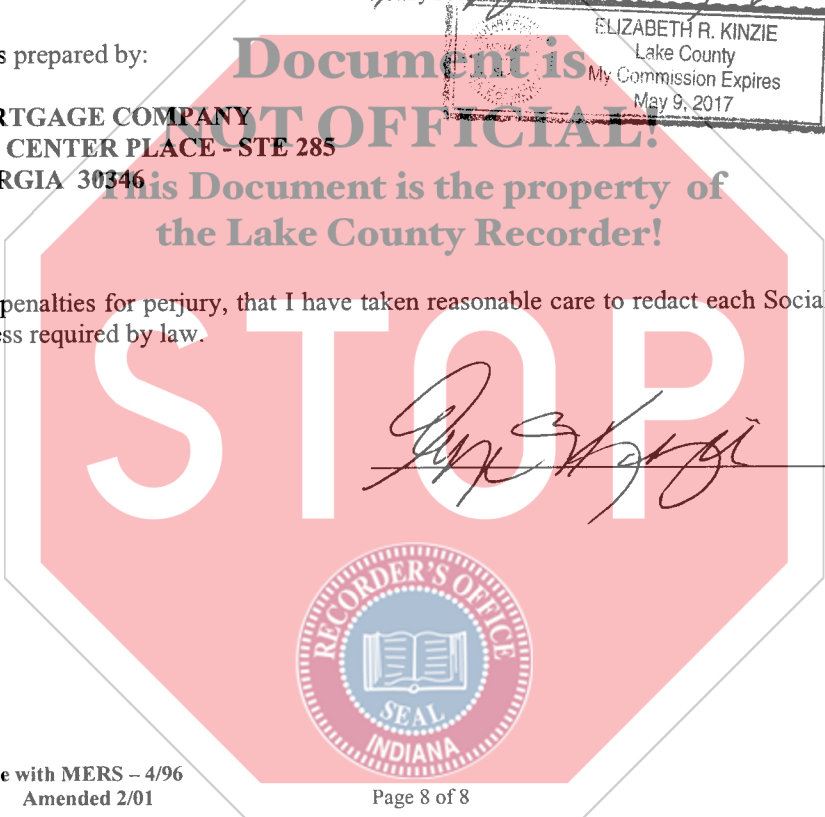 ELIZABETH R. KINZIE
Lake County
My Commission Expires
May 9, 2017
s prepared by:
Document is
NOT OFFICIAL!
This Document is the property of
the Lake County Recorder!
RTGAGE COMPANY
CENTER PLACE - STE 285
RGIA 30346
penalties for perjury, that I have taken reasonable care to redact each Socia
ess required by law.
STOP
RECORDER'S OFFICE
SEAL
INDIANA
e with MERS – 4/96
Amended 2/01
Page 8 of 8